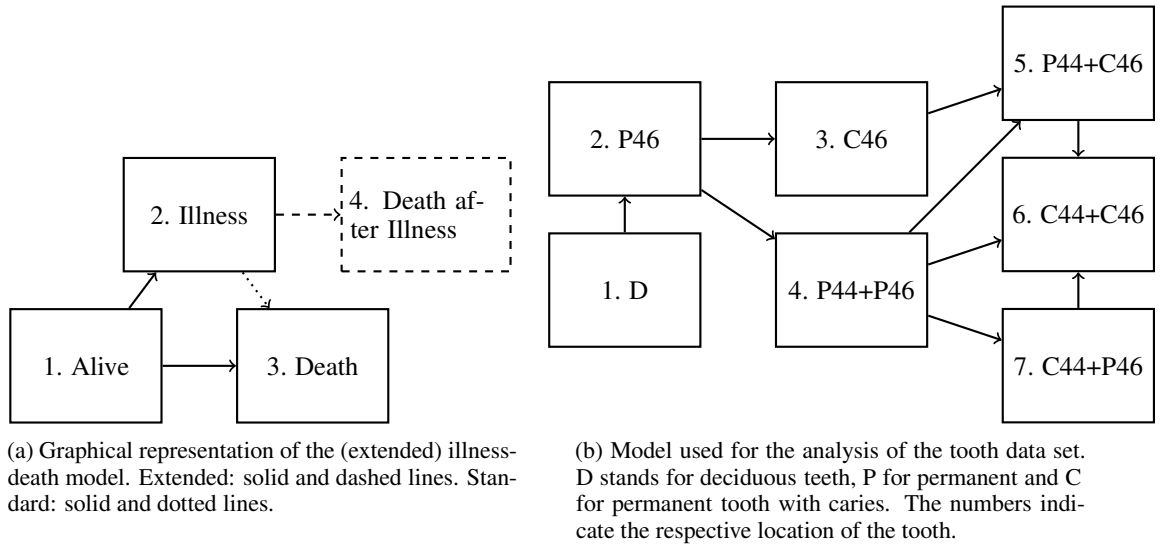 2. Illness
4. Death af-
ter Illness
1. Alive
3. Death
(a) Graphical representation of the (extended) illness-
death model. Extended: solid and dashed lines. Stan-
dard: solid and dotted lines.
5. P44+C46
2. P46
3. C46
6. C44+C46
1. D
4. P44+P46
7. C44+P46
(b) Model used for the analysis of the tooth data set.
D stands for deciduous teeth, P for permanent and C
for permanent tooth with caries. The numbers indi-
cate the respective location of the tooth.